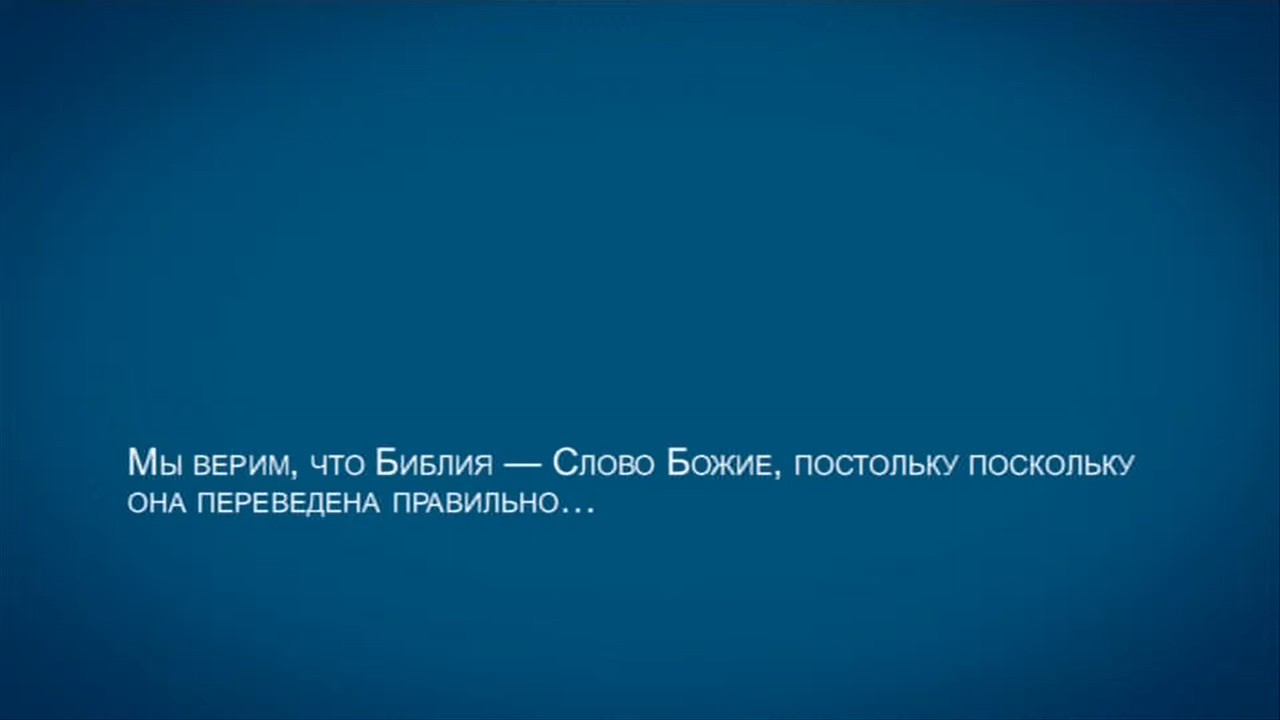 Мы верим, что Библия — Слово Божие, постольку поскольку
она переведена правильно...